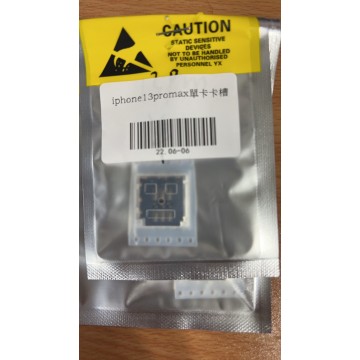 CAUTION
STATIC SENSITIVE
DEVICES
NOT TO BE HANDLED
BY UNAUTHORISED
PERSONNEL YX
iphone13promax單卡卡槽
22.06-06